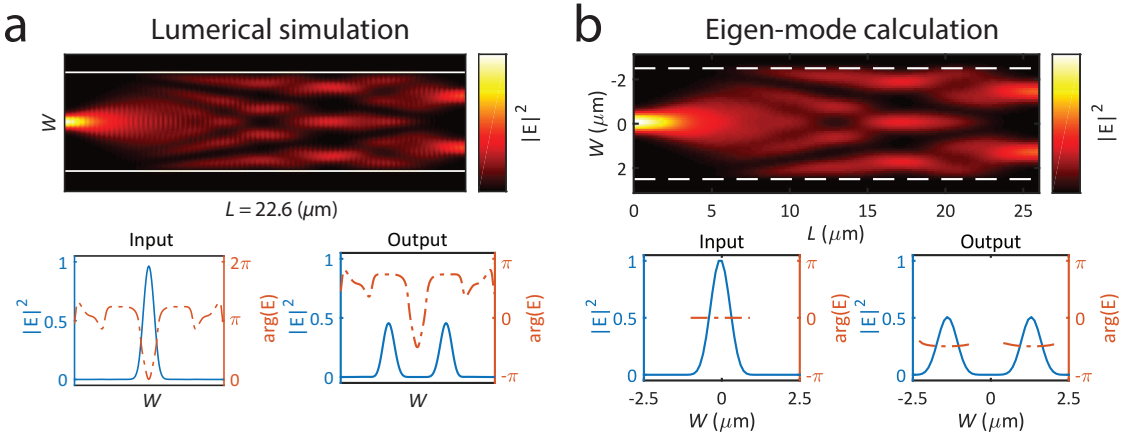 a
Lumerical simulation
W
|E|²
L = 22.6 (μm)
Input
1
0.5
0
|E|²
2π
π
0
arg(E)
W
Output
1
0.5
0
|E|²
π
0
-π
arg(E)
W
b
Eigen-mode calculation
-2
0
2
W (μm)
|E|²
0 5 10 15 20 25
L (μm)
Input
1
0.5
0
|E|²
π
0
-π
arg(E)
-2.5 0 2.5
W (μm)
Output
1
0.5
0
|E|²
π
0
-π
arg(E)
-2.5 0 2.5
W (μm)